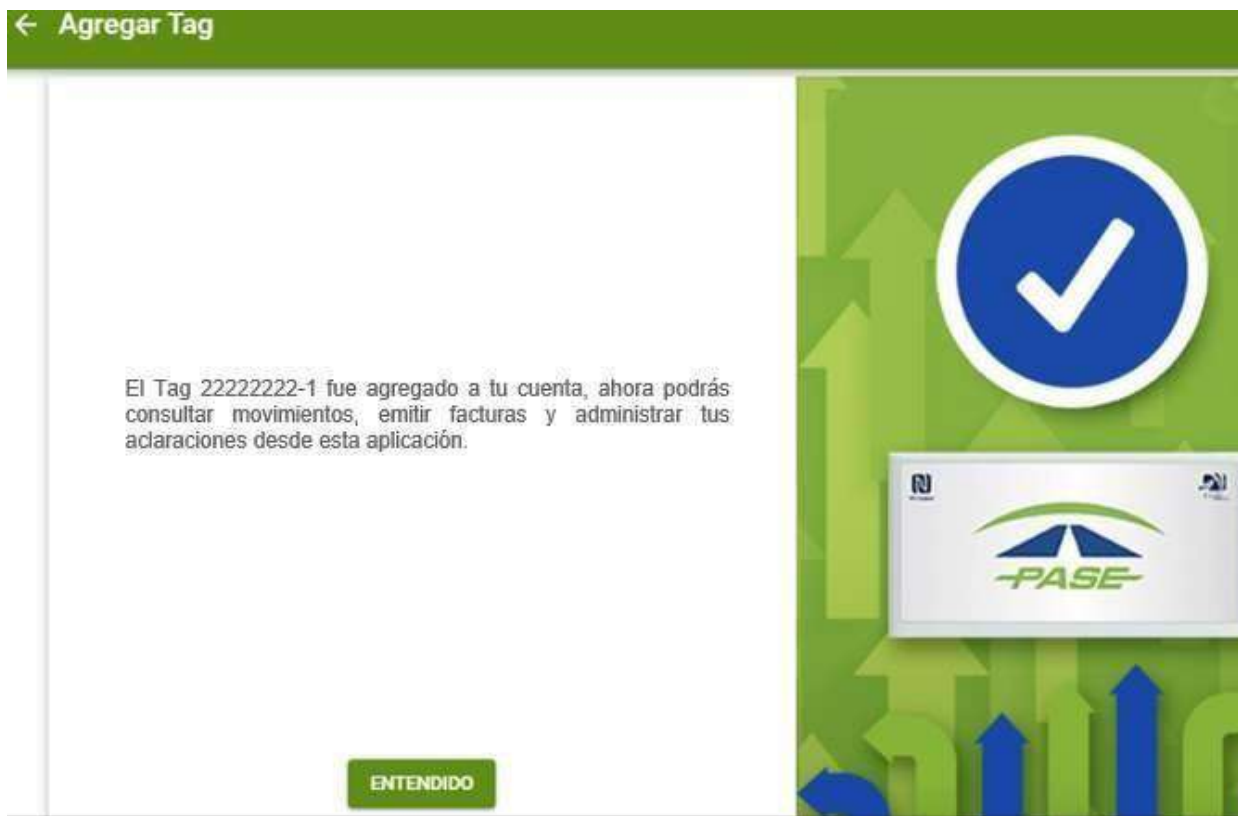 Agregar Tag
El Tag 22222222-1 fue agregado a tu cuenta, ahora podrás
consultar movimientos, emitir facturas y administrar tus
aclaraciones desde esta aplicación.
PASE
ENTENDIDO